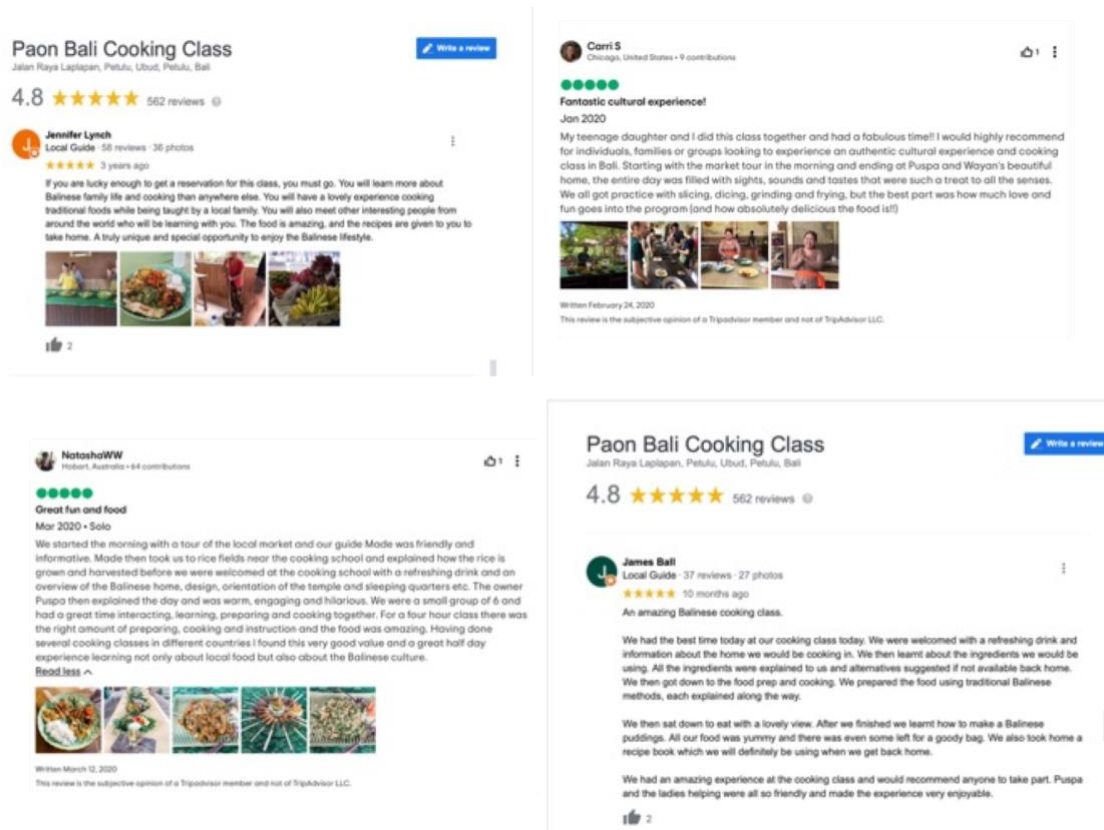 Paon Bali Cooking Class
Write a review
Jalan Raya Laplapan, Petulu, Ubud, Petulu, Bali
4.8
562 reviews
Jennifer Lynch
Local Guide · 58 reviews · 36 photos
3 years ago
If you are lucky enough to get a reservation for this class, you must go. You will learn more about
Balinese family life and cooking than anywhere else. You will have a lovely experience cooking
traditional foods while being taught by a local family. You will also meet other interesting people from
around the world who will be learning with you. The food is amazing, and the recipes are given to you to
take home. A truly unique and special opportunity to enjoy the Balinese lifestyle.
2
Carri S
Chicago, United States • 9 contributions
1
Fantastic cultural experience!
Jan 2020
My teenage daughter and I did this class together and had a fabulous time!! I would highly recommend
for individuals, families or groups looking to experience an authentic cultural experience and cooking
class in Bali. Starting with the market tour in the morning and ending at Puspa and Wayan's beautiful
home, the entire day was filled with sights, sounds and tastes that were such a treat to all the senses.
We all got practice with slicing, dicing, grinding and frying, but the best part was how much love and
fun goes into the program (and how absolutely delicious the food is!!)
Written February 24, 2020
This review is the subjective opinion of a Tripadvisor member and not of TripAdvisor LLC.
NatashaWW
Hobart, Australia • 64 contributions
1
Great fun and food
Mar 2020 • Solo
We started the morning with a tour of the local market and our guide Made was friendly and
informative. Made then took us to rice fields near the cooking school and explained how the rice is
grown and harvested before we were welcomed at the cooking school with a refreshing drink and an
overview of the Balinese home, design, orientation of the temple and sleeping quarters etc. The owner
Puspa then explained the day and was warm, engaging and hilarious. We were a small group of 6 and
had a great time interacting, learning, preparing and cooking together. For a four hour class there was
the right amount of preparing, cooking and instruction and the food was amazing. Having done
several cooking classes in different countries i found this very good value and a great half day
experience learning not only about local food but also about the Balinese culture.
Read less
Written March 12, 2020
This review is the subjective opinion of a Tripadvisor member and not of TripAdvisor LLC.
Paon Bali Cooking Class
Write a review
Jalan Raya Laplapan, Petulu, Ubud, Petulu, Bali
4.8
562 reviews
James Ball
Local Guide · 37 reviews · 27 photos
10 months ago
An amazing Balinese cooking class.
We had the best time today at our cooking class today. We were welcomed with a refreshing drink and
information about the home we would be cooking in. We then learnt about the ingredients we would be
using. All the ingredients were explained to us and alternatives suggested if not available back home.
We then got down to the food prep and cooking. We prepared the food using traditional Balinese
methods, each explained along the way.
We then sat down to eat with a lovely view. After we finished we learnt how to make a Balinese
puddings. All our food was yummy and there was even some left for a goody bag. We also took home a
recipe book which we will definitely be using when we get back home.
We had an amazing experience at the cooking class and would recommend anyone to take part. Puspa
and the ladies helping were all so friendly and made the experience very enjoyable.
2